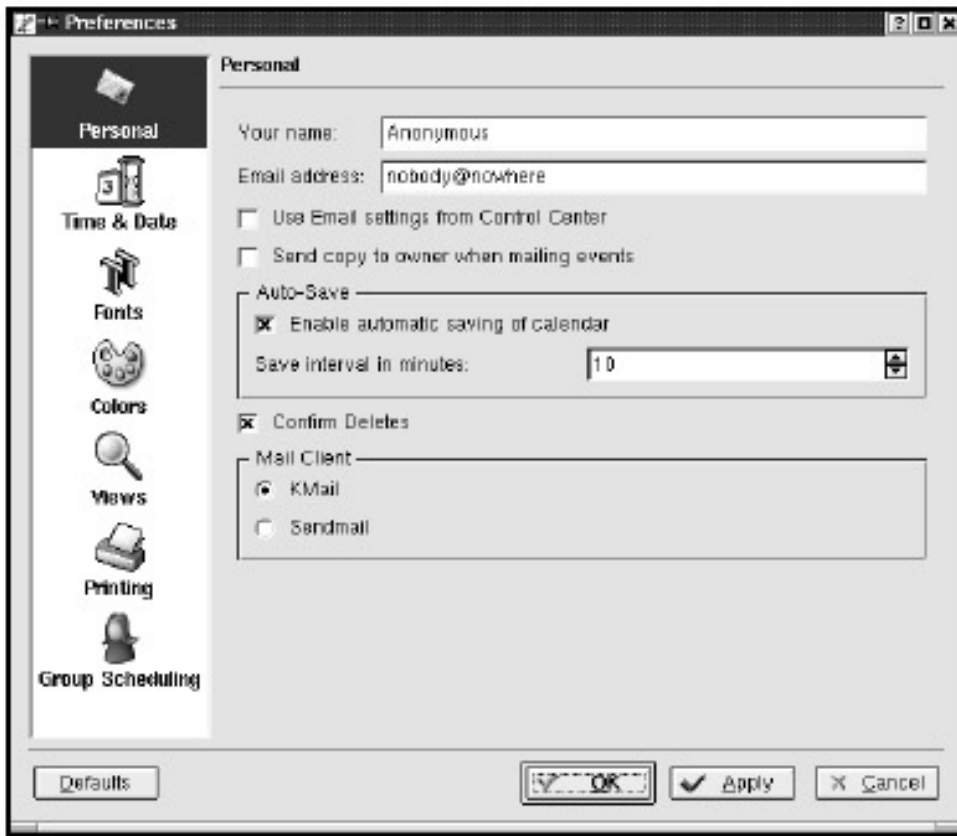 Preferences
Personal
Time & Date
3
Fonts
Colors
Views
Printing
Group Scheduling
Personal
Your name: Anonymous
Email address: nobody@nowhere
Use Email settings from Control Center
Send copy to owner when mailing events
Auto-Save
Enable automatic saving of calendar
Save interval in minutes: 10
Confirm Deletes
Mail Client
KMail
Sendmail
Defaults
OK
Apply
Cancel